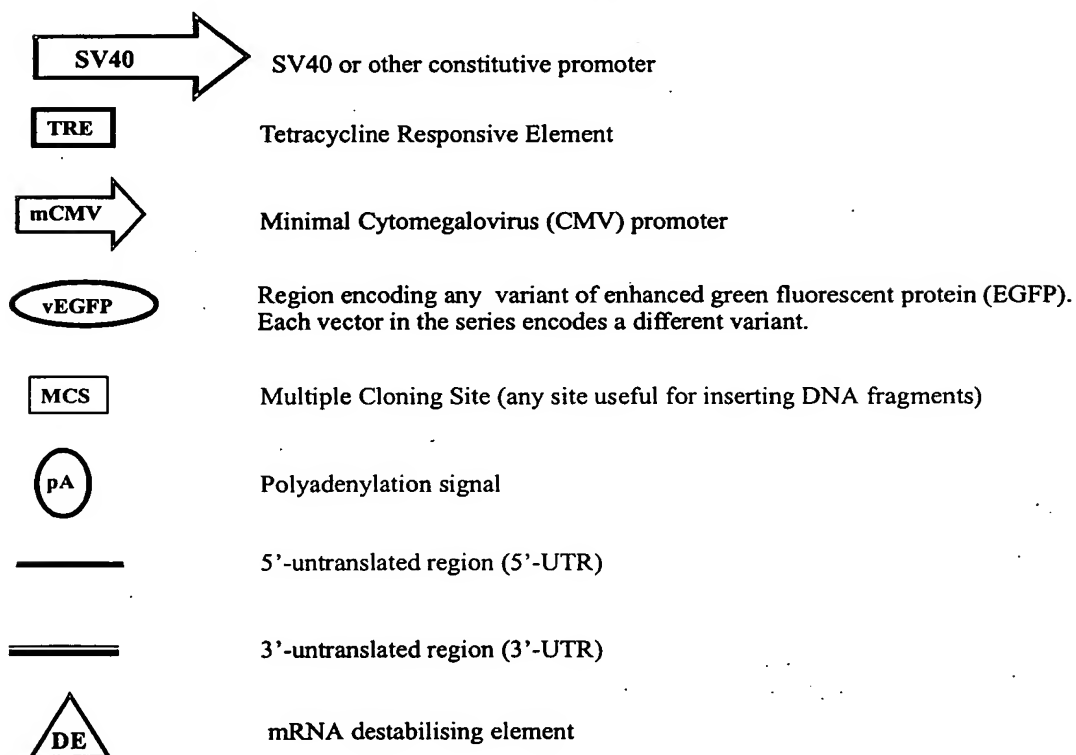 SV40 SV40 or other constitutive promoter
TRE Tetracycline Responsive Element
mCMV Minimal Cytomegalovirus (CMV) promoter
vEGFP Region encoding any variant of enhanced green fluorescent protein (EGFP).
Each vector in the series encodes a different variant.
MCS Multiple Cloning Site (any site useful for inserting DNA fragments)
pA Polyadenylation signal
5’-untranslated region (5’-UTR)
3’-untranslated region (3’-UTR)
DE mRNA destabilising element